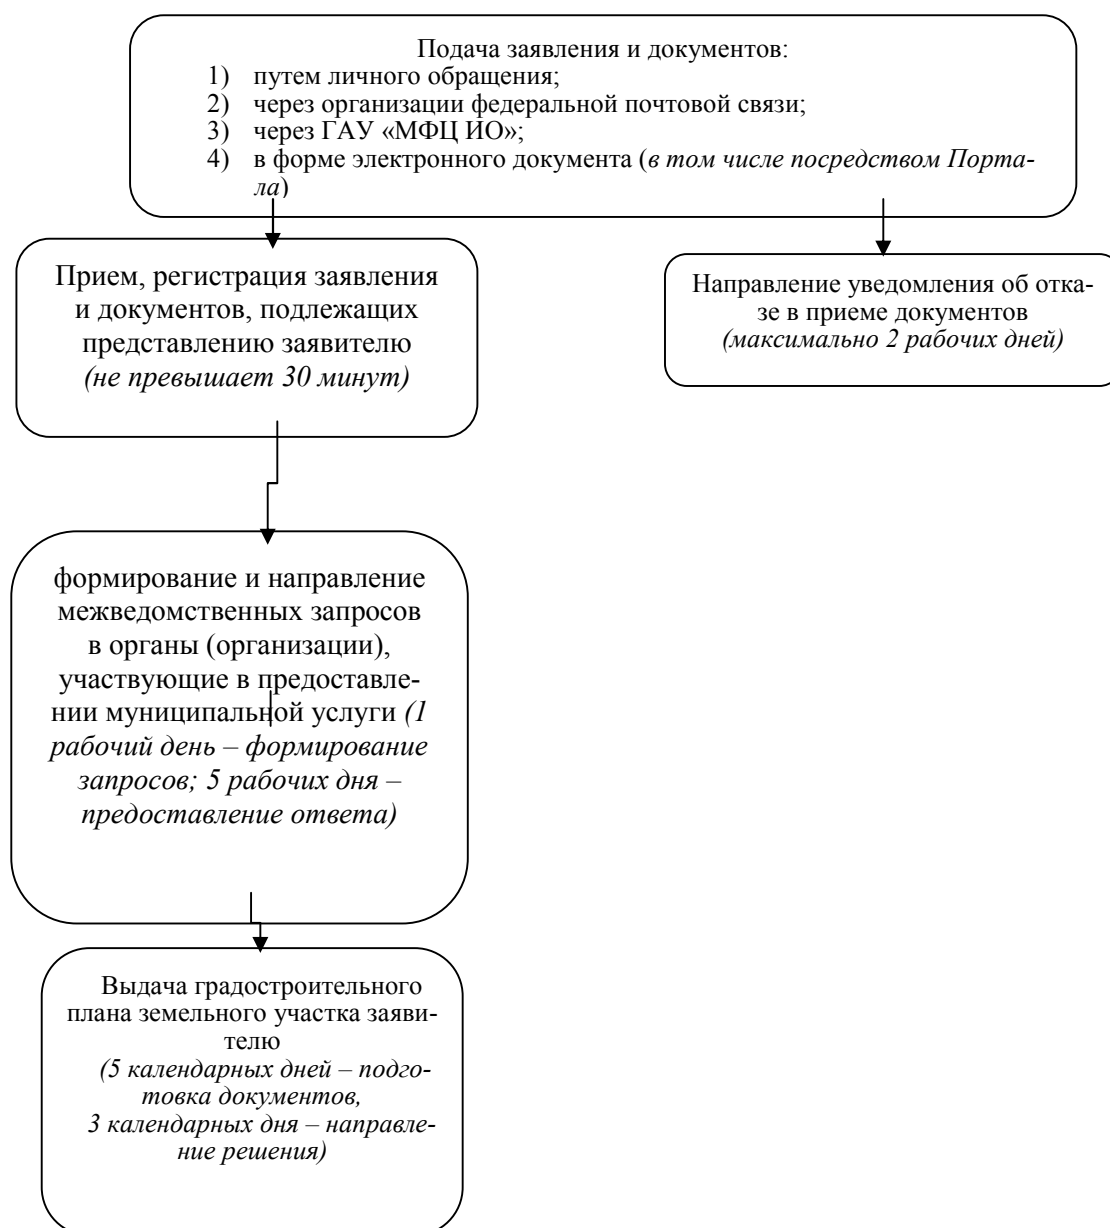 Подача заявления и документов:
1) путем личного обращения;
2) через организации федеральной почтовой связи;
3) через ГАУ «МФЦ ИО»;
4) в форме электронного документа (в том числе посредством Порта-
ла)
Прием, регистрация заявления
и документов, подлежащих
представлению заявителю
(не превышает 30 минут)
Направление уведомления об отка-
зе в приеме документов
(максимально 2 рабочих дней)
формирование и направление
межведомственных запросов
в органы (организации),
участвующие в предоставле-
нии муниципальной услуги (1
рабочий день – формирование
запросов; 5 рабочих дня –
предоставление ответа)
Выдача градостроительного
плана земельного участка заяви-
телю
(5 календарных дней – подго-
товка документов,
3 календарных дня – направле-
ние решения)